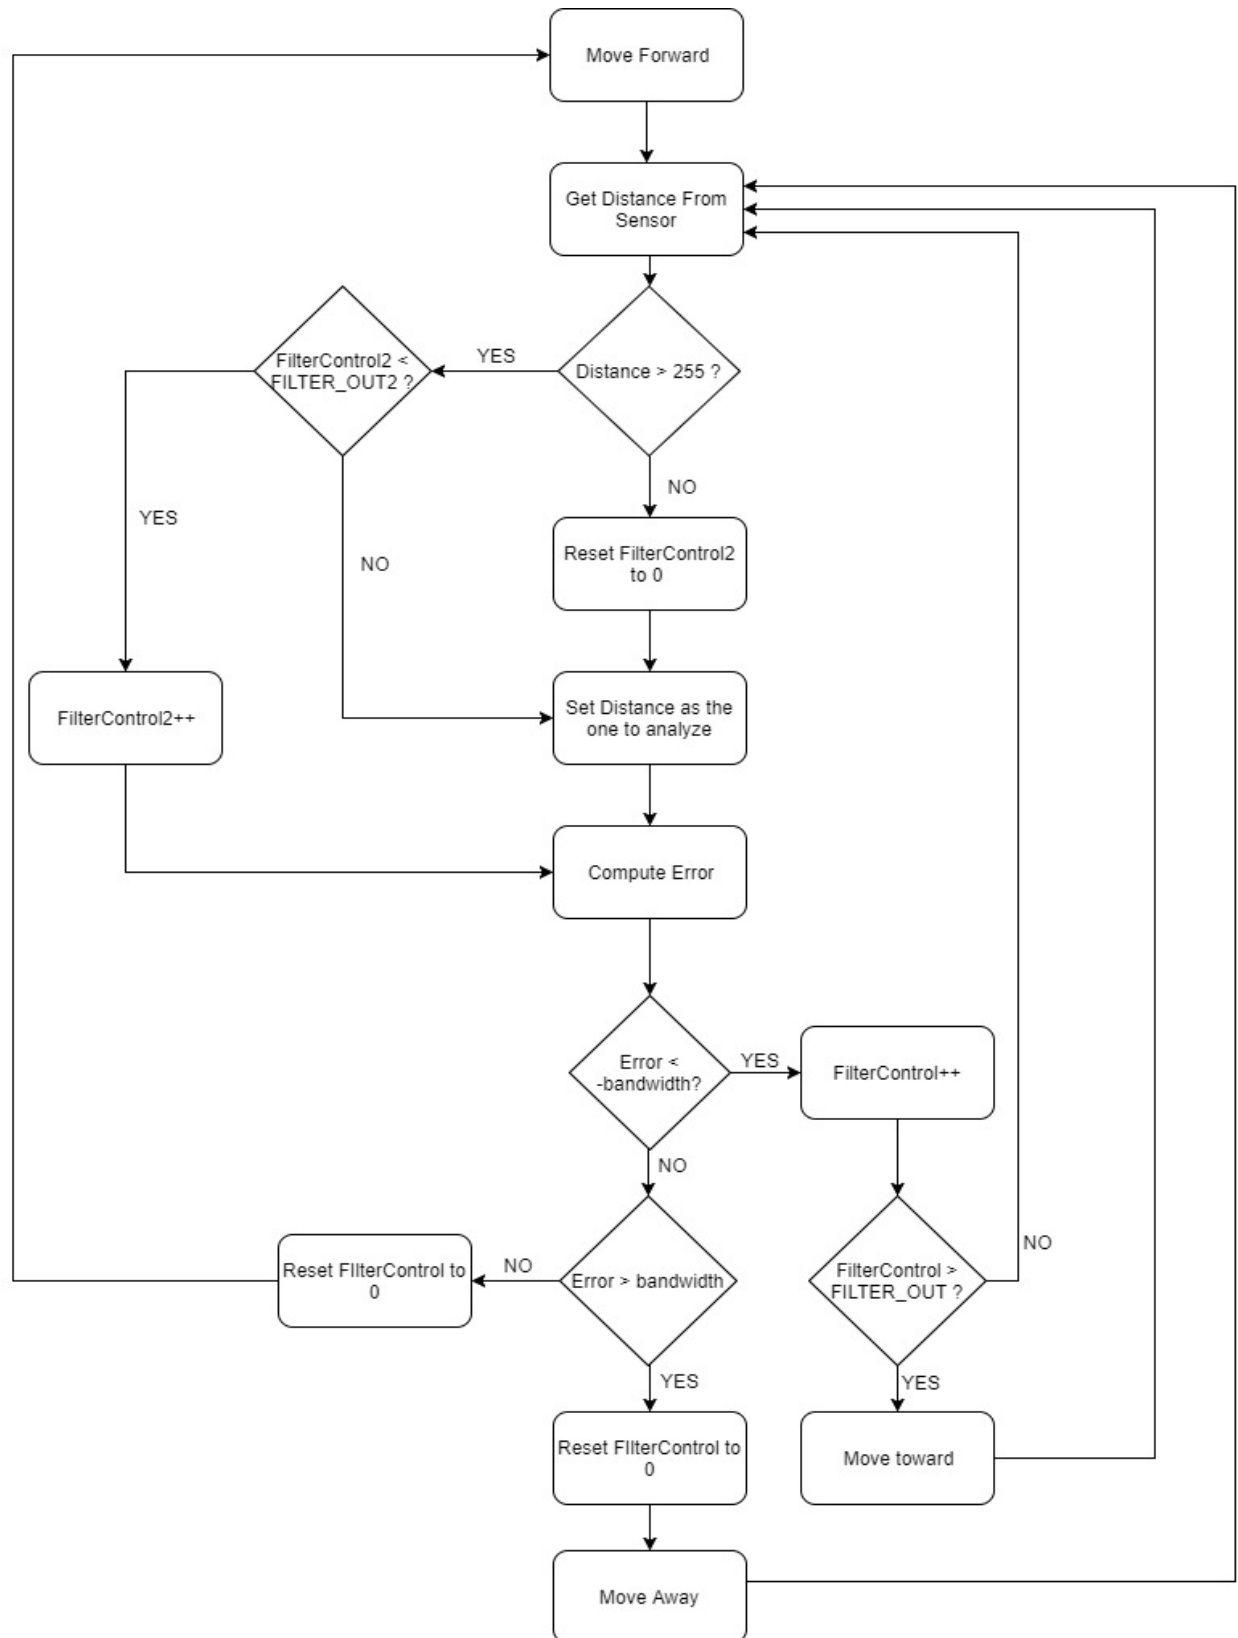 Move Forward
Get Distance From
Sensor
FilterControl2 <
FILTER_OUT2 ?
YES
Distance > 255 ?
NO
YES
NO
Reset FilterControl2
to 0
FilterControl2++
Set Distance as the
one to analyze
Compute Error
Error <
-bandwidth?
YES
FilterControl++
NO
Reset FIlterControl to
0
NO
Error > bandwidth
FilterControl >
FILTER_OUT ?
NO
YES
YES
Reset FIlterControl to
0
Move toward
Move Away